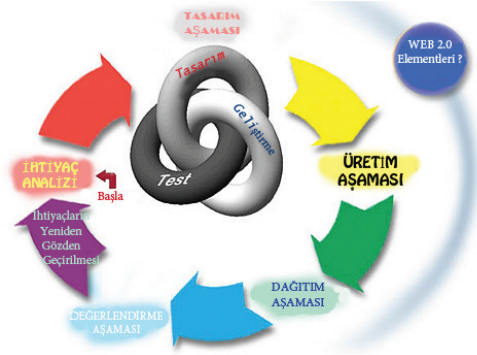 TASARIM
AŞAMASI
WEB 2.0
Elementleri ?
Tasarım
Geliştirme
Test
ÜRETİM
AŞAMASI
İHTİYAÇ
ANALİZİ
Başla
İhtiyaçların
Yeniden
Gözden
Geçirilmesi
DAĞITIM
AŞAMASI
DEĞERLENDİRME
AŞAMASI